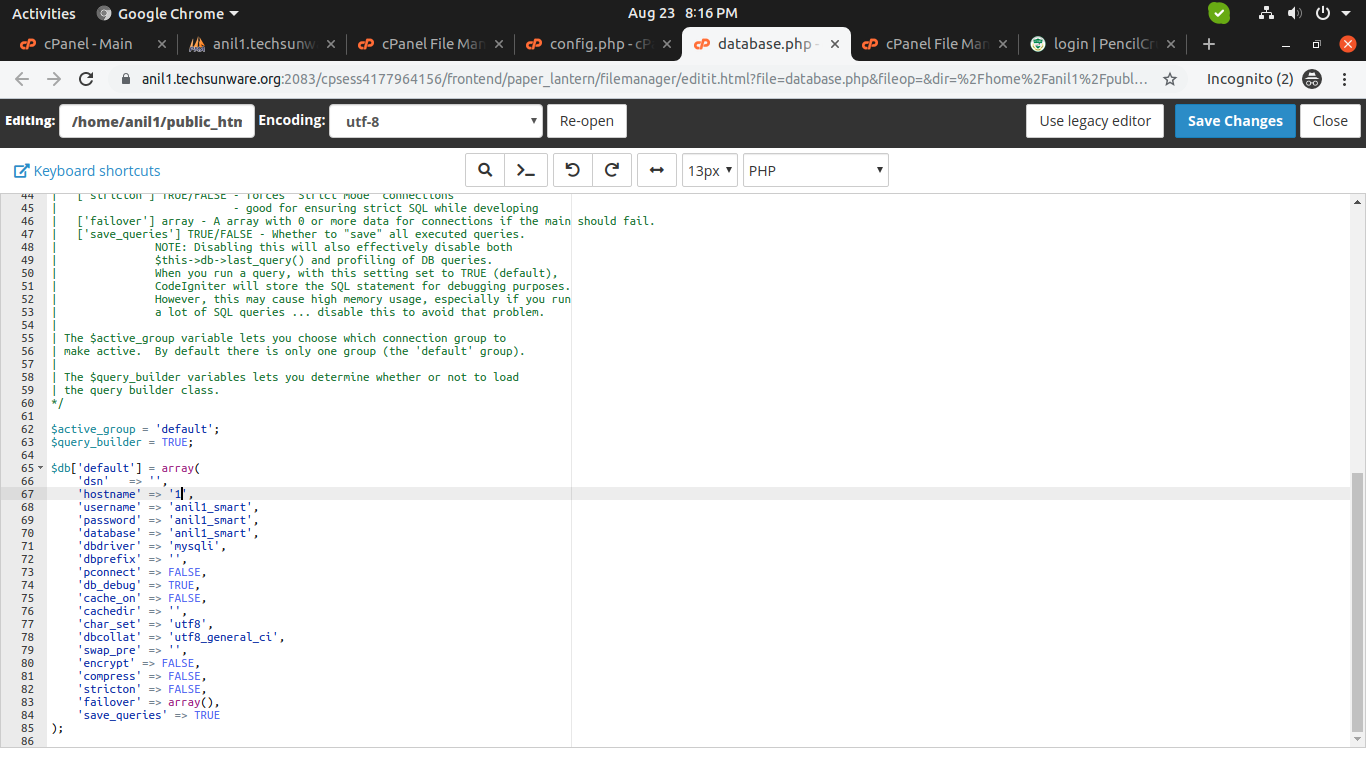 Activities Google Chrome Aug 23 8:16 PM
cPanel - Main anil1.techsunw cPanel File Man config.php - cP database.php - cPanel File Man login | PencilCr
anil1.techsunware.org:2083/cpsess4177964156/frontend/paper_lantern/filemanager/editit.html?file=database.php&fileop=&dir=%2Fhome%2Fanil1%2Fpubl... Incognito (2)
Editing: /home/anil1/public_htn Encoding: utf-8 Re-open Use legacy editor Save Changes Close
Keyboard shortcuts 13px PHP
44 | ['stricton'] TRUE/FALSE - forces 'Strict Mode' connections
45 | - good for ensuring strict SQL while developing
46 | ['failover'] array - A array with 0 or more data for connections if the main should fail.
47 | ['save_queries'] TRUE/FALSE - Whether to "save" all executed queries.
48 | NOTE: Disabling this will also effectively disable both
49 | $this->db->last_query() and profiling of DB queries.
50 | When you run a query, with this setting set to TRUE (default),
51 | CodeIgniter will store the SQL statement for debugging purposes.
52 | However, this may cause high memory usage, especially if you run
53 | a lot of SQL queries ... disable this to avoid that problem.
54 |
55 | The $active_group variable lets you choose which connection group to
56 | make active. By default there is only one group (the 'default' group).
57 |
58 | The $query_builder variables lets you determine whether or not to load
59 | the query builder class.
60 */
61
62 $active_group = 'default';
63 $query_builder = TRUE;
64
65 $db['default'] = array(
66 'dsn' => '',
67 'hostname' => '1',
68 'username' => 'anil1_smart',
69 'password' => 'anil1_smart',
70 'database' => 'anil1_smart',
71 'dbdriver' => 'mysqli',
72 'dbprefix' => '',
73 'pconnect' => FALSE,
74 'db_debug' => TRUE,
75 'cache_on' => FALSE,
76 'cachedir' => '',
77 'char_set' => 'utf8',
78 'dbcollat' => 'utf8_general_ci',
79 'swap_pre' => '',
80 'encrypt' => FALSE,
81 'compress' => FALSE,
82 'stricton' => FALSE,
83 'failover' => array(),
84 'save_queries' => TRUE
85 );
86